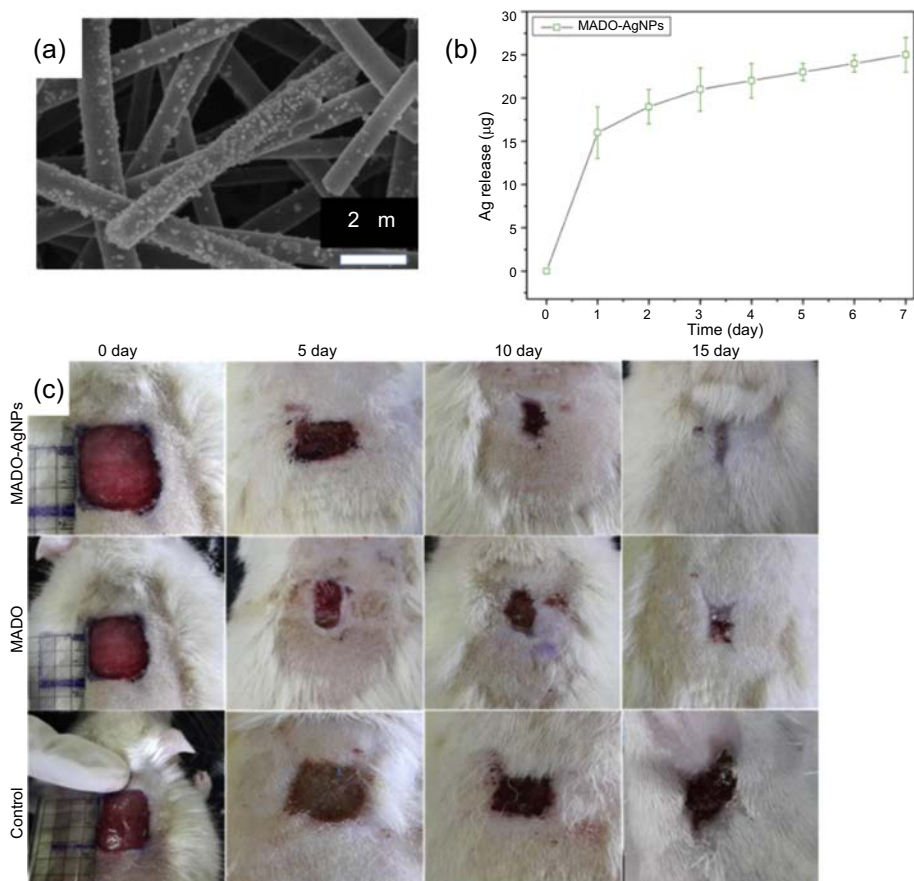 (a)
2 m
(b)
MADO-AgNPs
Ag release (μg)
30
25
20
15
10
5
0
0 1 2 3 4 5 6 7
Time (day)
(c)
0 day 5 day 10 day 15 day
MADO-AgNPs
MADO
Control